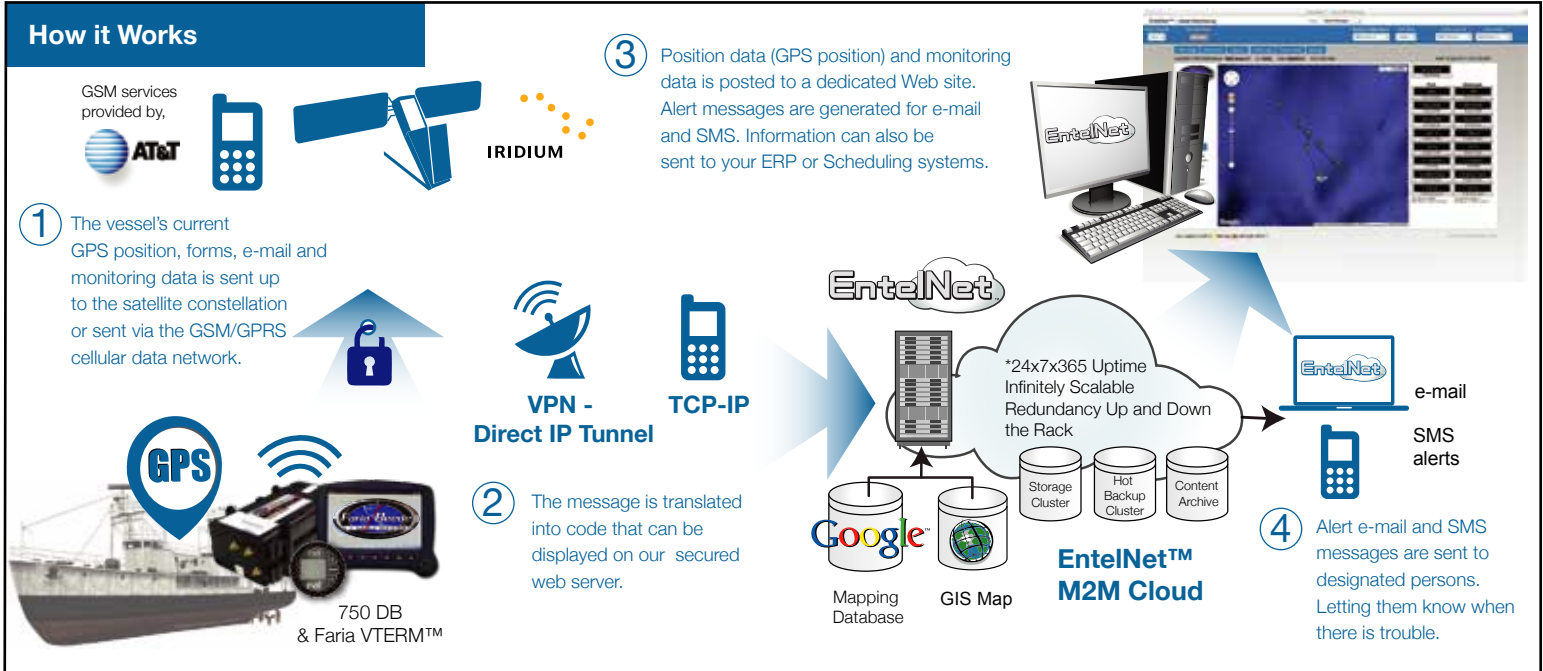 How it Works
GSM services
provided by,
AT&T
IRIDIUM
1
The vessel's current
GPS position, forms, e-mail and
monitoring data is sent up
to the satellite constellation
or sent via the GSM/GPRS
cellular data network.
GPS
750 DB
& Faria VTERM™
VPN -
Direct IP Tunnel
TCP-IP
2
The message is translated
into code that can be
displayed on our secured
web server.
3
Position data (GPS position) and monitoring
data is posted to a dedicated Web site.
Alert messages are generated for e-mail
and SMS. Information can also be
sent to your ERP or Scheduling systems.
EntelNet
EntelNet
*24x7x365 Uptime
Infinitely Scalable
Redundancy Up and Down
the Rack
Storage
Cluster
Hot
Backup
Cluster
Content
Archive
Google™
Mapping
Database
GIS Map
EntelNet™
M2M Cloud
EntelNet
e-mail
SMS
alerts
4
Alert e-mail and SMS
messages are sent to
designated persons.
Letting them know when
there is trouble.